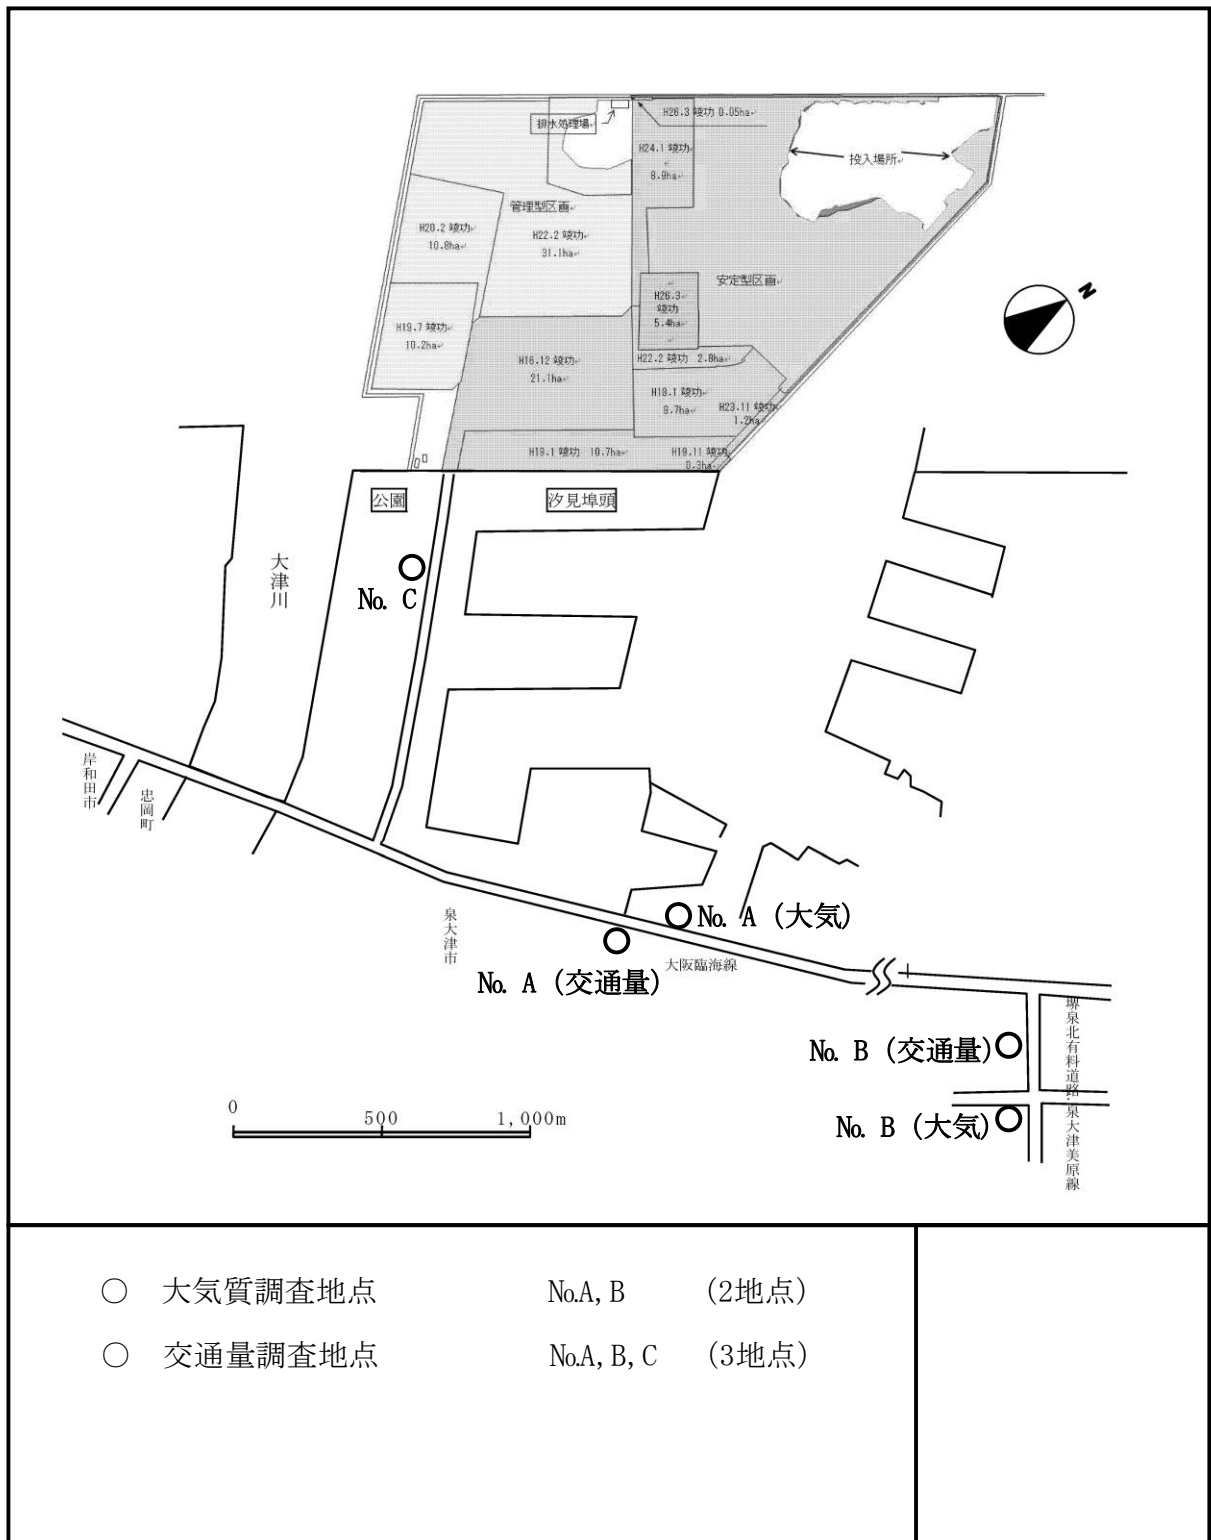 H26.3 竣功 0.05ha
排水処理場
H24.1 竣功
8.9ha
投入場所
管理型区画
H20.2 竣功
10.8ha
H22.2 竣功
31.1ha
安定型区画
H26.3
竣功
5.4ha
N
H19.7 竣功
10.2ha
H16.12 竣功
21.1ha
H22.2 竣功 2.8ha
H18.1 竣功
9.7ha
H23.11 竣功
1.2ha
H19.1 竣功 10.7ha
H18.11 竣功
0.3ha
公園
汐見埠頭
大津川
No. C
岸和田市
忠岡町
泉大津市
No. A (大気)
大阪臨海線
No. A (交通量)
堺泉北有料道路・泉大津美原線
No. B (交通量)
No. B (大気)
0 500 1,000m
○ 大気質調査地点 No.A, B (2地点)
○ 交通量調査地点 No.A, B, C (3地点)